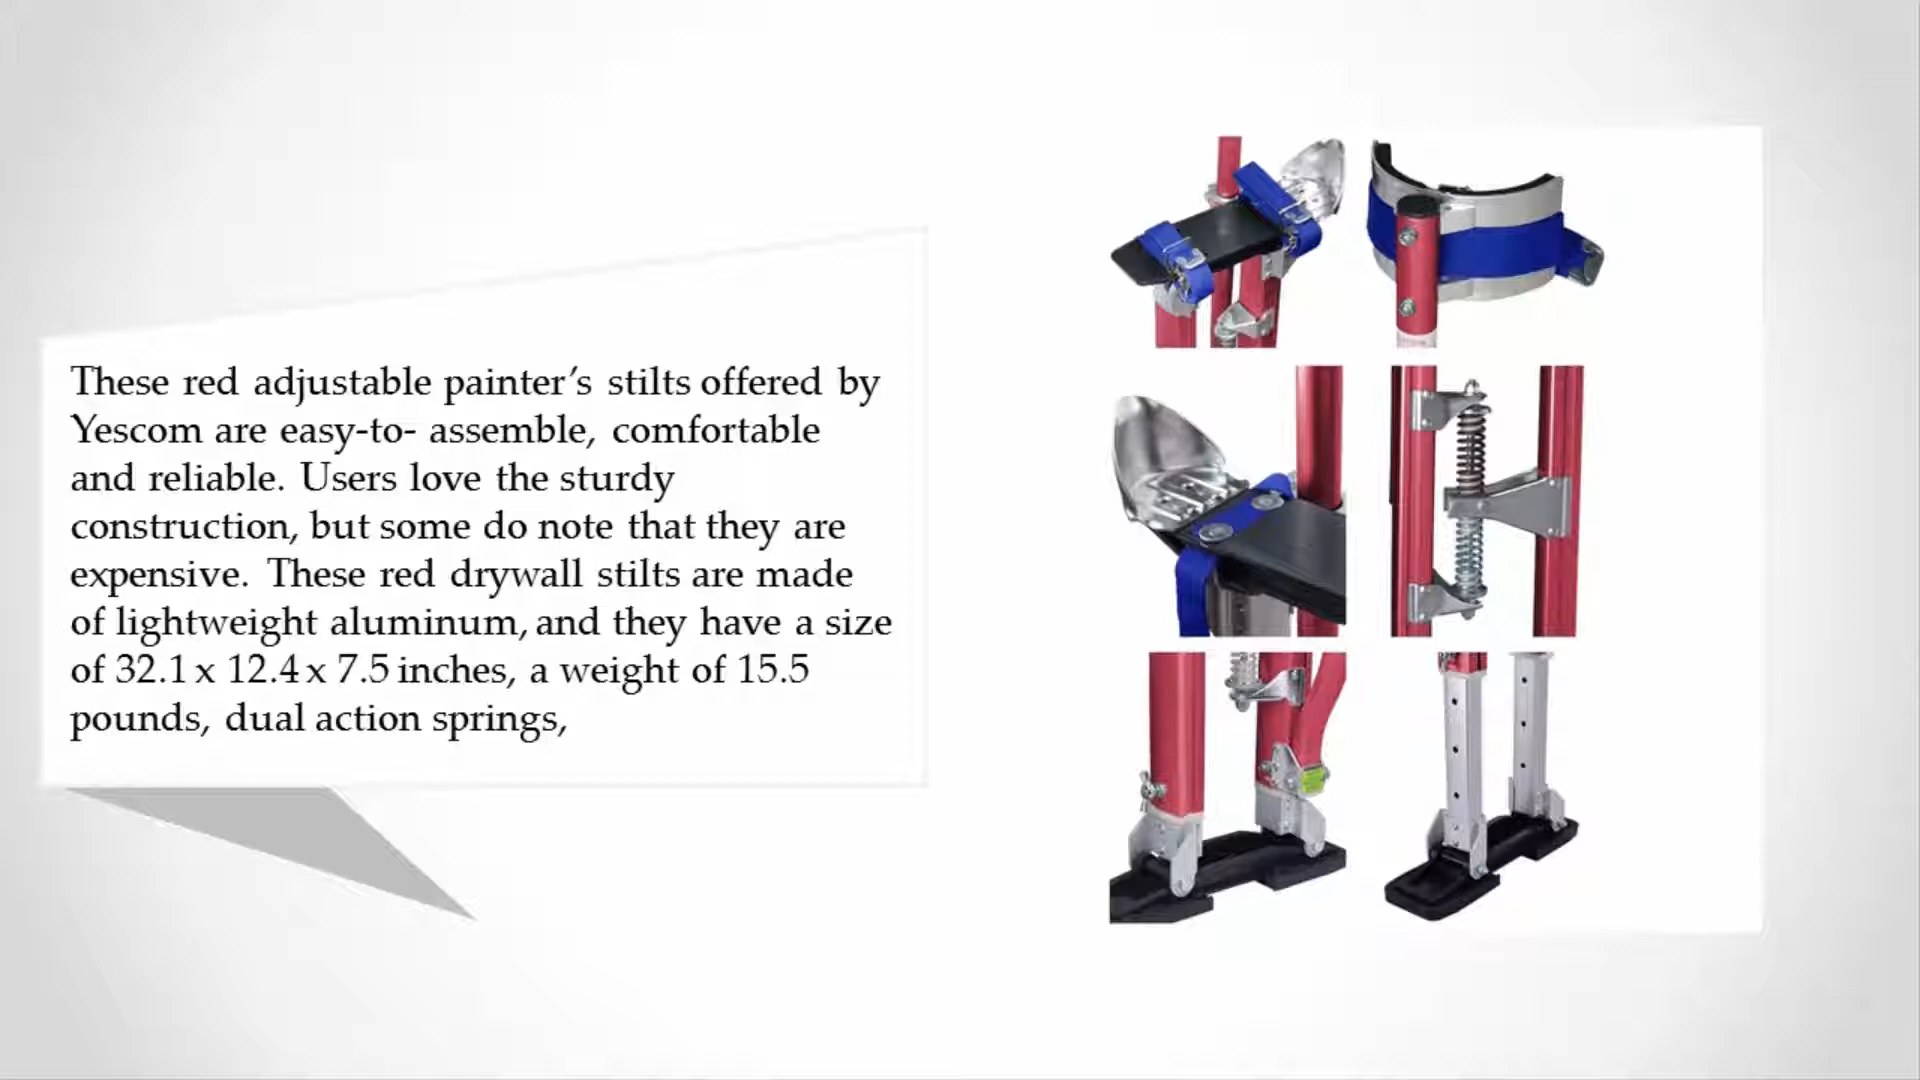 These red adjustable painter’s stilts offered by
Yescom are easy-to- assemble, comfortable
and reliable. Users love the sturdy
construction, but some do note that they are
expensive. These red drywall stilts are made
of lightweight aluminum, and they have a size
of 32.1 x 12.4 x 7.5 inches, a weight of 15.5
pounds, dual action springs,